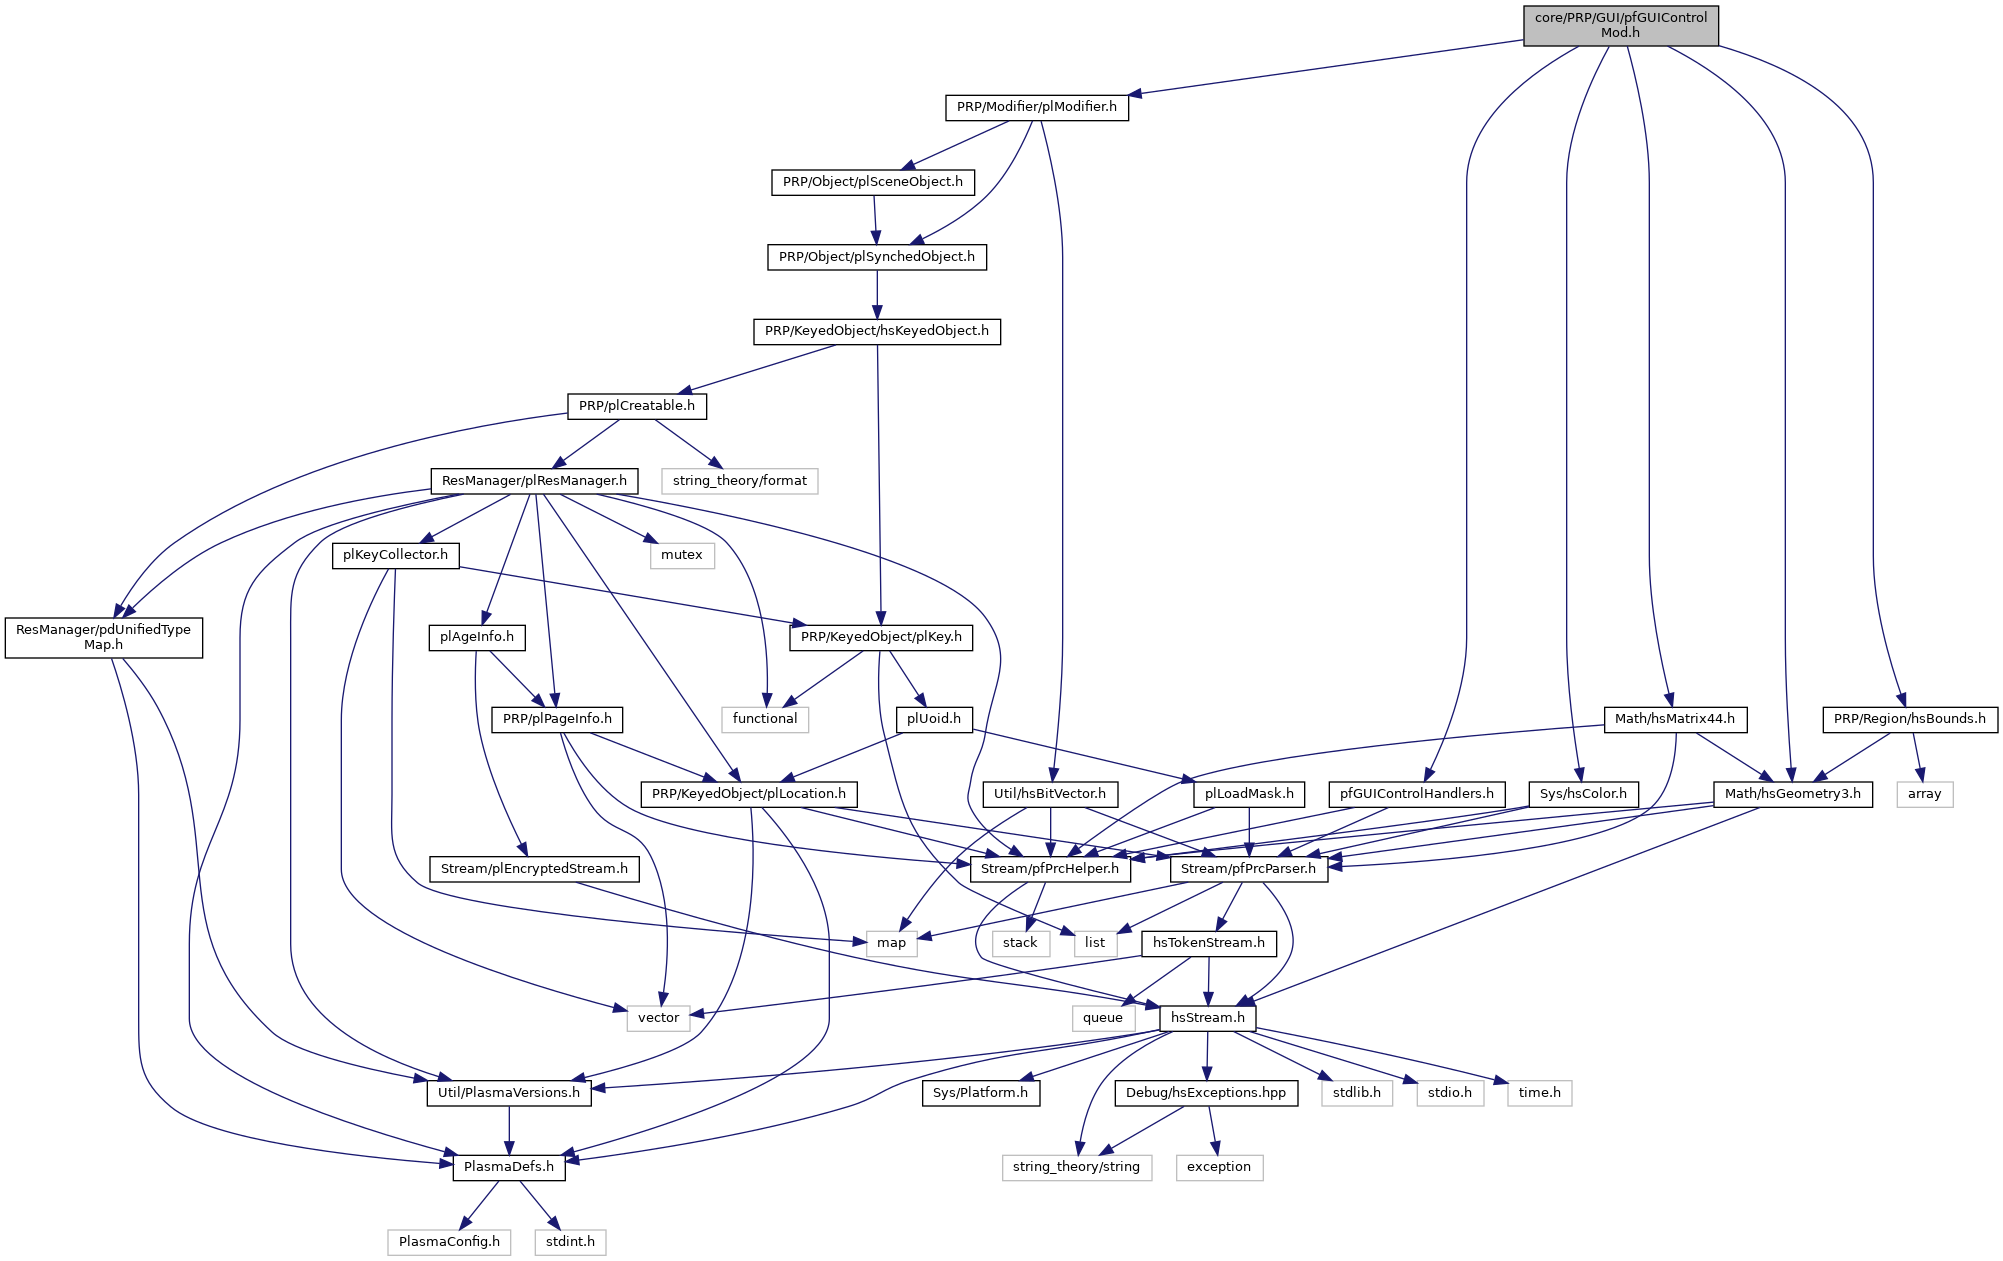 core/PRP/GUI/pfGUIControl
Mod.h
PRP/Modifier/plModifier.h
PRP/Object/plSceneObject.h
PRP/Object/plSynchedObject.h
PRP/KeyedObject/hsKeyedObject.h
PRP/plCreatable.h
ResManager/plResManager.h
string_theory/format
plKeyCollector.h
mutex
ResManager/pdUnifiedType
Map.h
plAgeInfo.h
PRP/KeyedObject/plKey.h
PRP/plPageInfo.h
functional
plUoid.h
Math/hsMatrix44.h
PRP/Region/hsBounds.h
PRP/KeyedObject/plLocation.h
Util/hsBitVector.h
plLoadMask.h
pfGUIControlHandlers.h
Sys/hsColor.h
Math/hsGeometry3.h
array
Stream/plEncryptedStream.h
Stream/pfPrcHelper.h
Stream/pfPrcParser.h
map
stack
list
hsTokenStream.h
vector
queue
hsStream.h
Util/PlasmaVersions.h
Sys/Platform.h
Debug/hsExceptions.hpp
stdlib.h
stdio.h
time.h
PlasmaDefs.h
string_theory/string
exception
PlasmaConfig.h
stdint.h